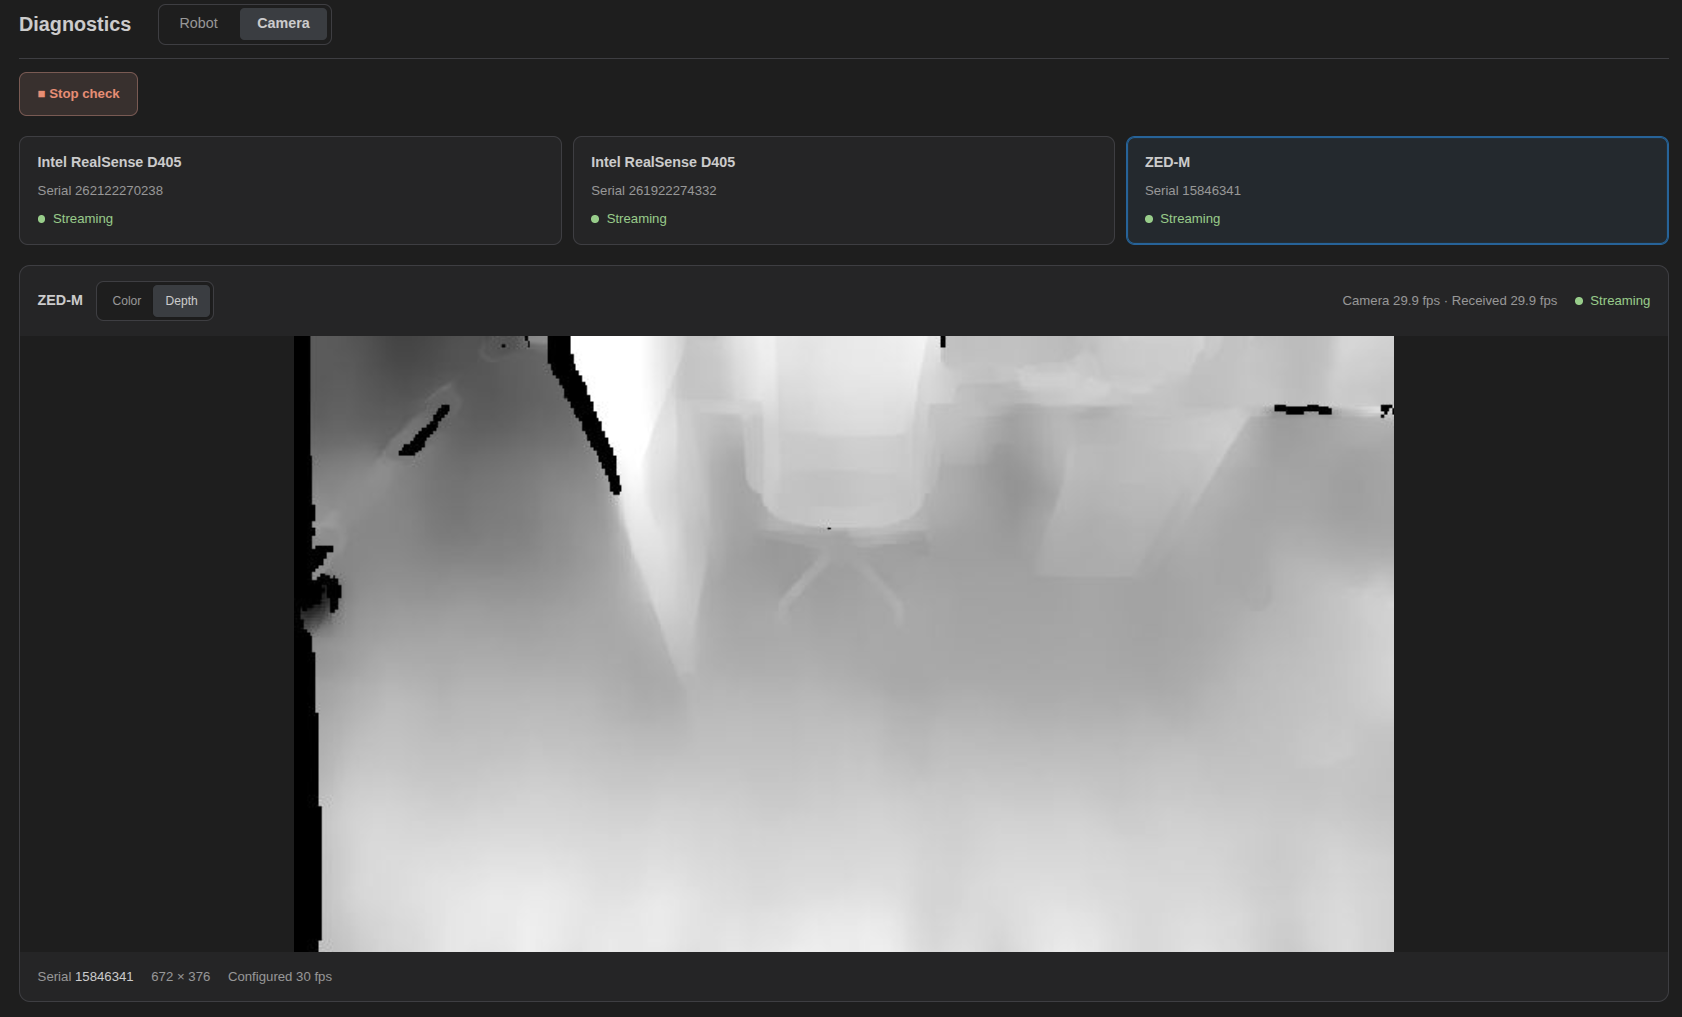 Diagnostics Robot Camera
■ Stop check
Intel RealSense D405
Serial 262122270238
Streaming
Intel RealSense D405
Serial 261922274332
Streaming
ZED-M
Serial 15846341
Streaming
ZED-M Color Depth Camera 29.9 fps · Received 29.9 fps Streaming
Serial 15846341 672 × 376 Configured 30 fps